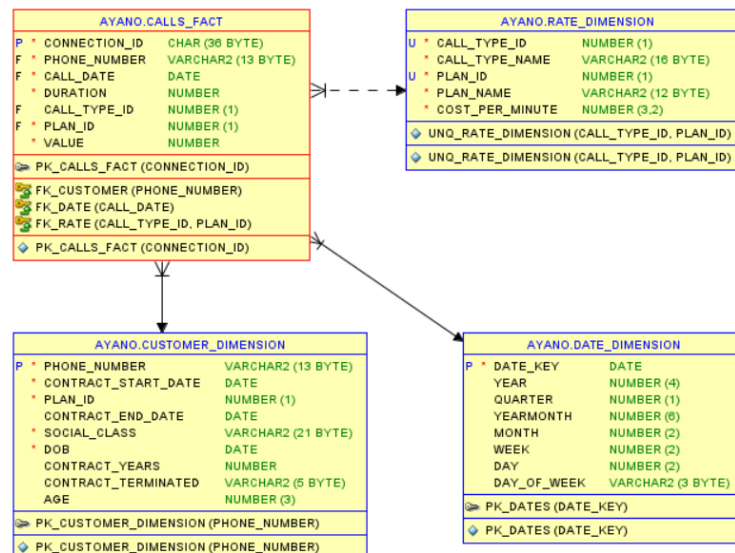 AYANO.CALLS_FACT
P * CONNECTION_ID CHAR (36 BYTE)
F * PHONE_NUMBER VARCHAR2 (13 BYTE)
F * CALL_DATE DATE
* DURATION NUMBER
F CALL_TYPE_ID NUMBER (1)
F * PLAN_ID NUMBER (1)
* VALUE NUMBER
PK_CALLS_FACT (CONNECTION_ID)
FK_CUSTOMER (PHONE_NUMBER)
FK_DATE (CALL_DATE)
FK_RATE (CALL_TYPE_ID, PLAN_ID)
PK_CALLS_FACT (CONNECTION_ID)
AYANO.RATE_DIMENSION
U * CALL_TYPE_ID NUMBER (1)
* CALL_TYPE_NAME VARCHAR2 (16 BYTE)
U * PLAN_ID NUMBER (1)
* PLAN_NAME VARCHAR2 (12 BYTE)
* COST_PER_MINUTE NUMBER (3,2)
UNQ_RATE_DIMENSION (CALL_TYPE_ID, PLAN_ID)
UNQ_RATE_DIMENSION (CALL_TYPE_ID, PLAN_ID)
AYANO.CUSTOMER_DIMENSION
P * PHONE_NUMBER VARCHAR2 (13 BYTE)
* CONTRACT_START_DATE DATE
* PLAN_ID NUMBER (1)
CONTRACT_END_DATE DATE
* SOCIAL_CLASS VARCHAR2 (21 BYTE)
* DOB DATE
CONTRACT_YEARS NUMBER
CONTRACT_TERMINATED VARCHAR2 (5 BYTE)
AGE NUMBER (3)
PK_CUSTOMER_DIMENSION (PHONE_NUMBER)
PK_CUSTOMER_DIMENSION (PHONE_NUMBER)
AYANO.DATE_DIMENSION
P * DATE_KEY DATE
YEAR NUMBER (4)
QUARTER NUMBER (1)
YEARMONTH NUMBER (6)
MONTH NUMBER (2)
WEEK NUMBER (2)
DAY NUMBER (2)
DAY_OF_WEEK VARCHAR2 (3 BYTE)
PK_DATES (DATE_KEY)
PK_DATES (DATE_KEY)